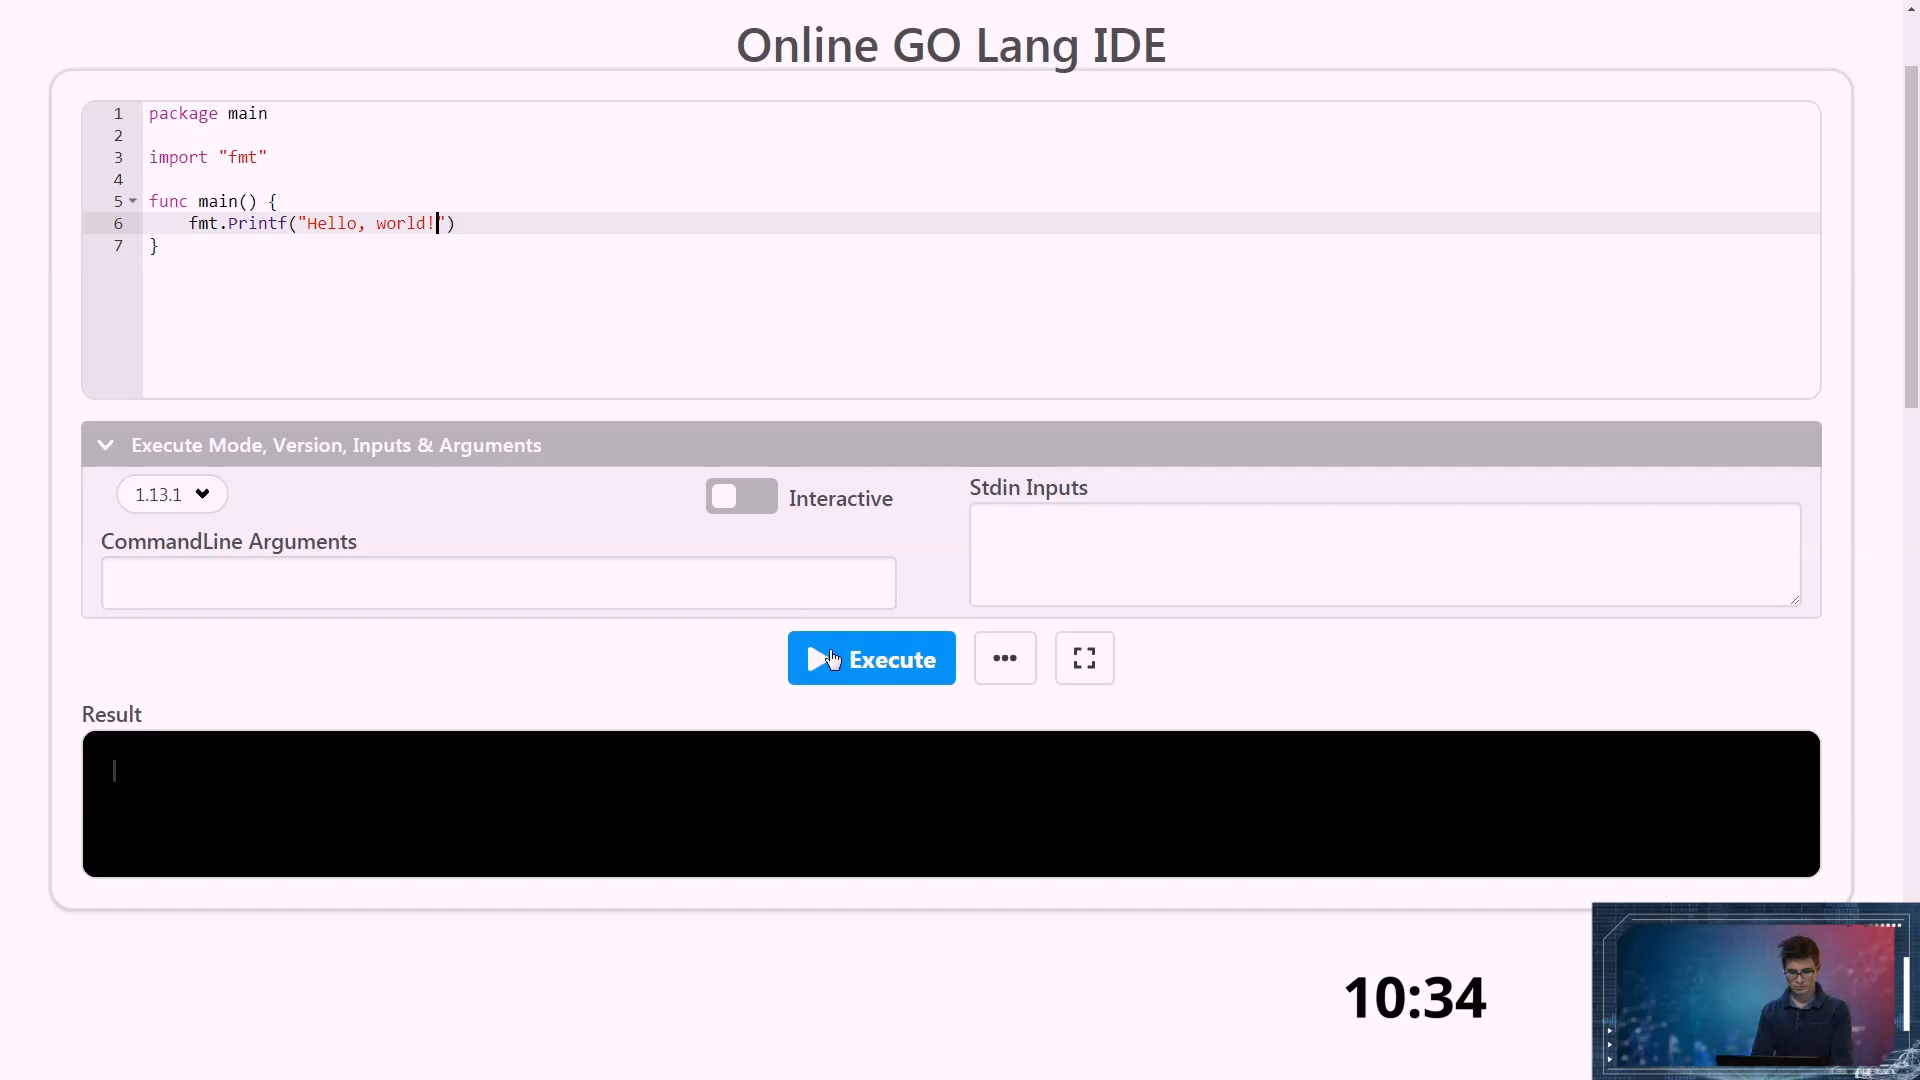 Online GO Lang IDE
1 package main
2
3 import "fmt"
4
5 func main() {
6 fmt.Printf("Hello, world!")
7 }
Execute Mode, Version, Inputs & Arguments
1.13.1
Interactive
Stdin Inputs
CommandLine Arguments
Execute
Result
10:34